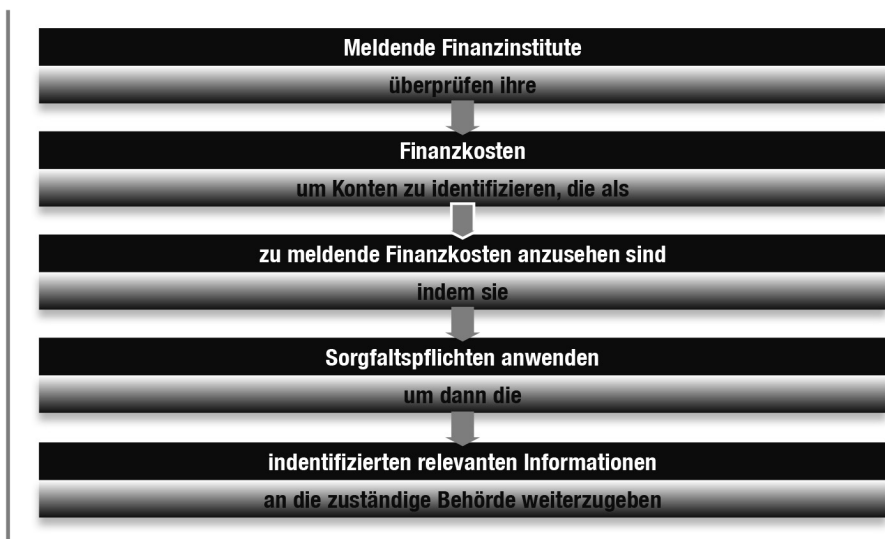 Meldende Finanzinstitute
überprüfen ihre
Finanzkosten
um Konten zu identifizieren, die als
zu meldende Finanzkosten anzusehen sind
indem sie
Sorgfaltspflichten anwenden
um dann die
indentifizierten relevanten Informationen
an die zuständige Behörde weiterzugeben